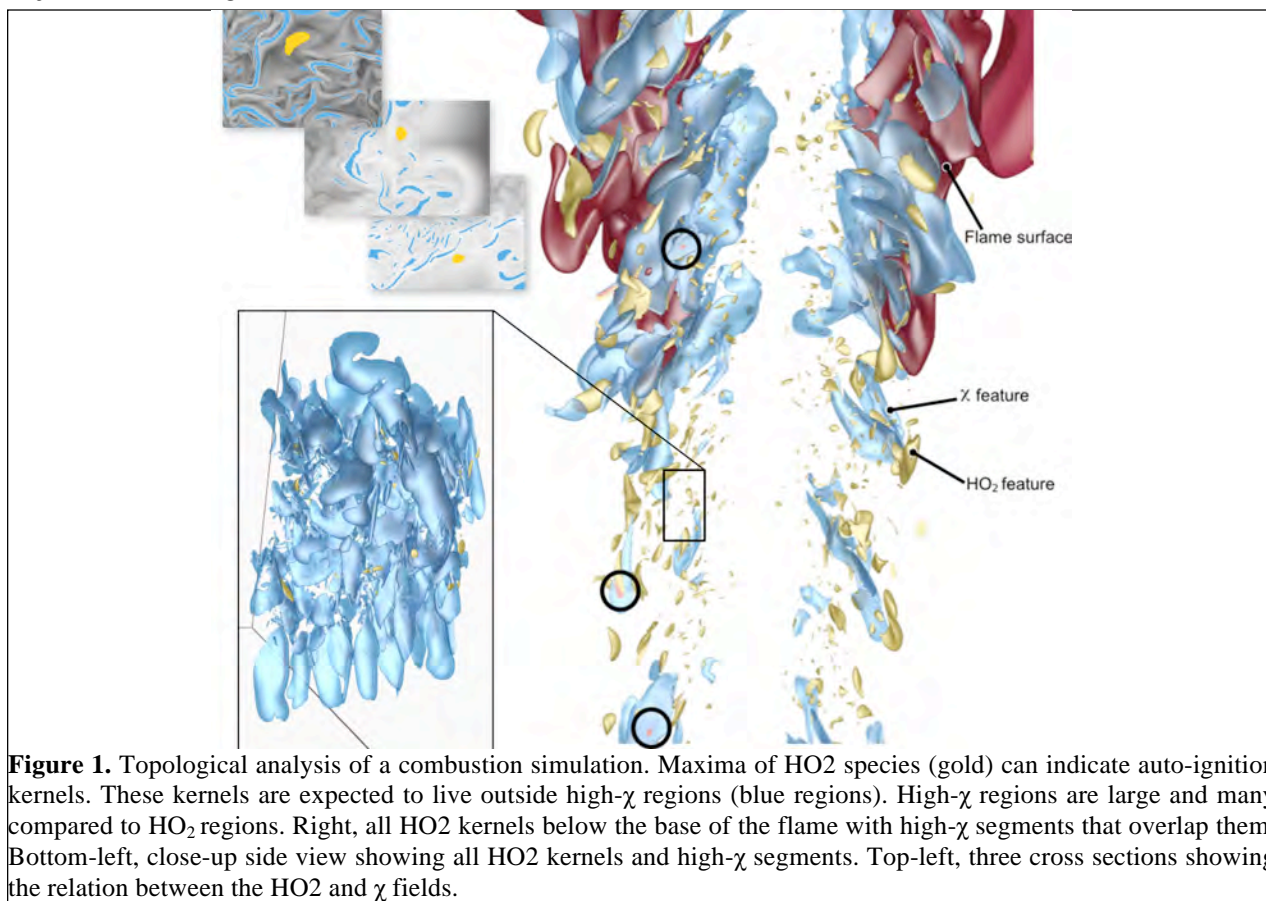 Flame surface
χ feature
HO₂ feature
Figure 1. Topological analysis of a combustion simulation. Maxima of HO2 species (gold) can indicate auto-ignition
kernels. These kernels are expected to live outside high-χ regions (blue regions). High-χ regions are large and many
compared to HO₂ regions. Right, all HO2 kernels below the base of the flame with high-χ segments that overlap them
Bottom-left, close-up side view showing all HO2 kernels and high-χ segments. Top-left, three cross sections showing
the relation between the HO2 and χ fields.